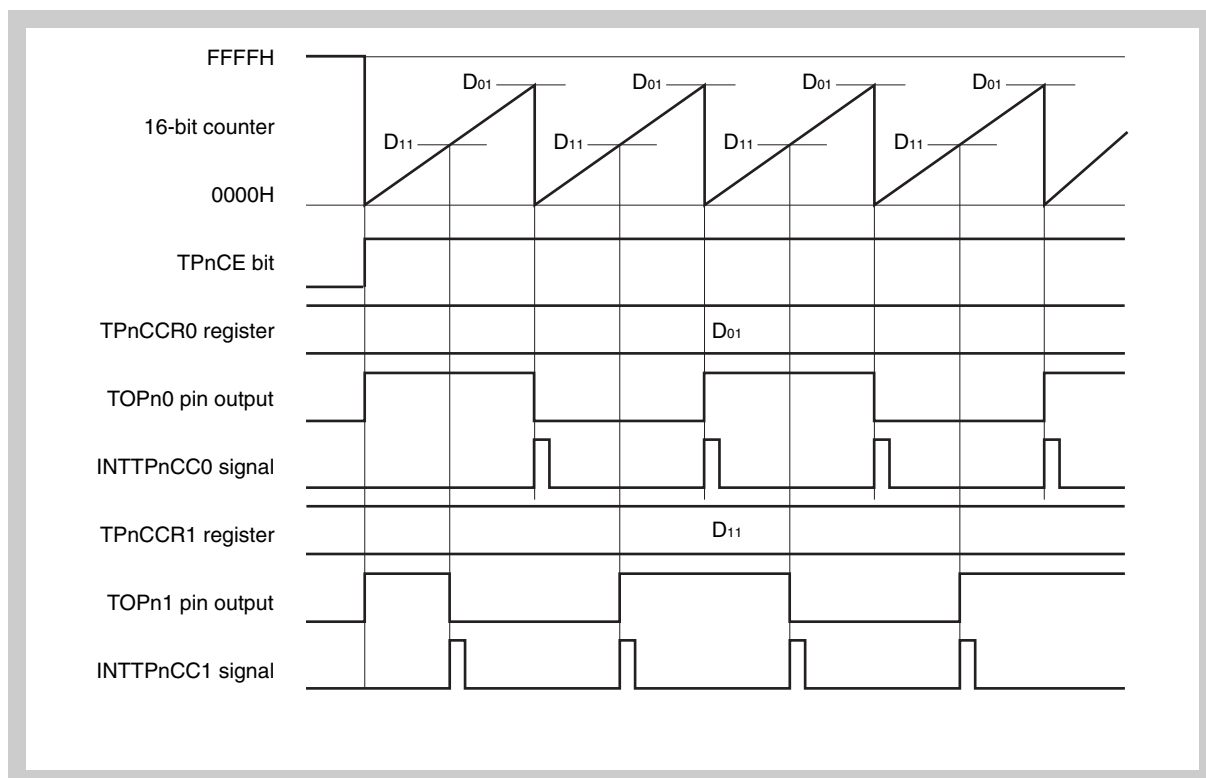 FFFFH
D01 D01 D01 D01
16-bit counter
D11 D11 D11 D11
0000H
TPnCE bit
TPnCCR0 register D01
TOPn0 pin output
INTTPnCC0 signal
TPnCCR1 register D11
TOPn1 pin output
INTTPnCC1 signal